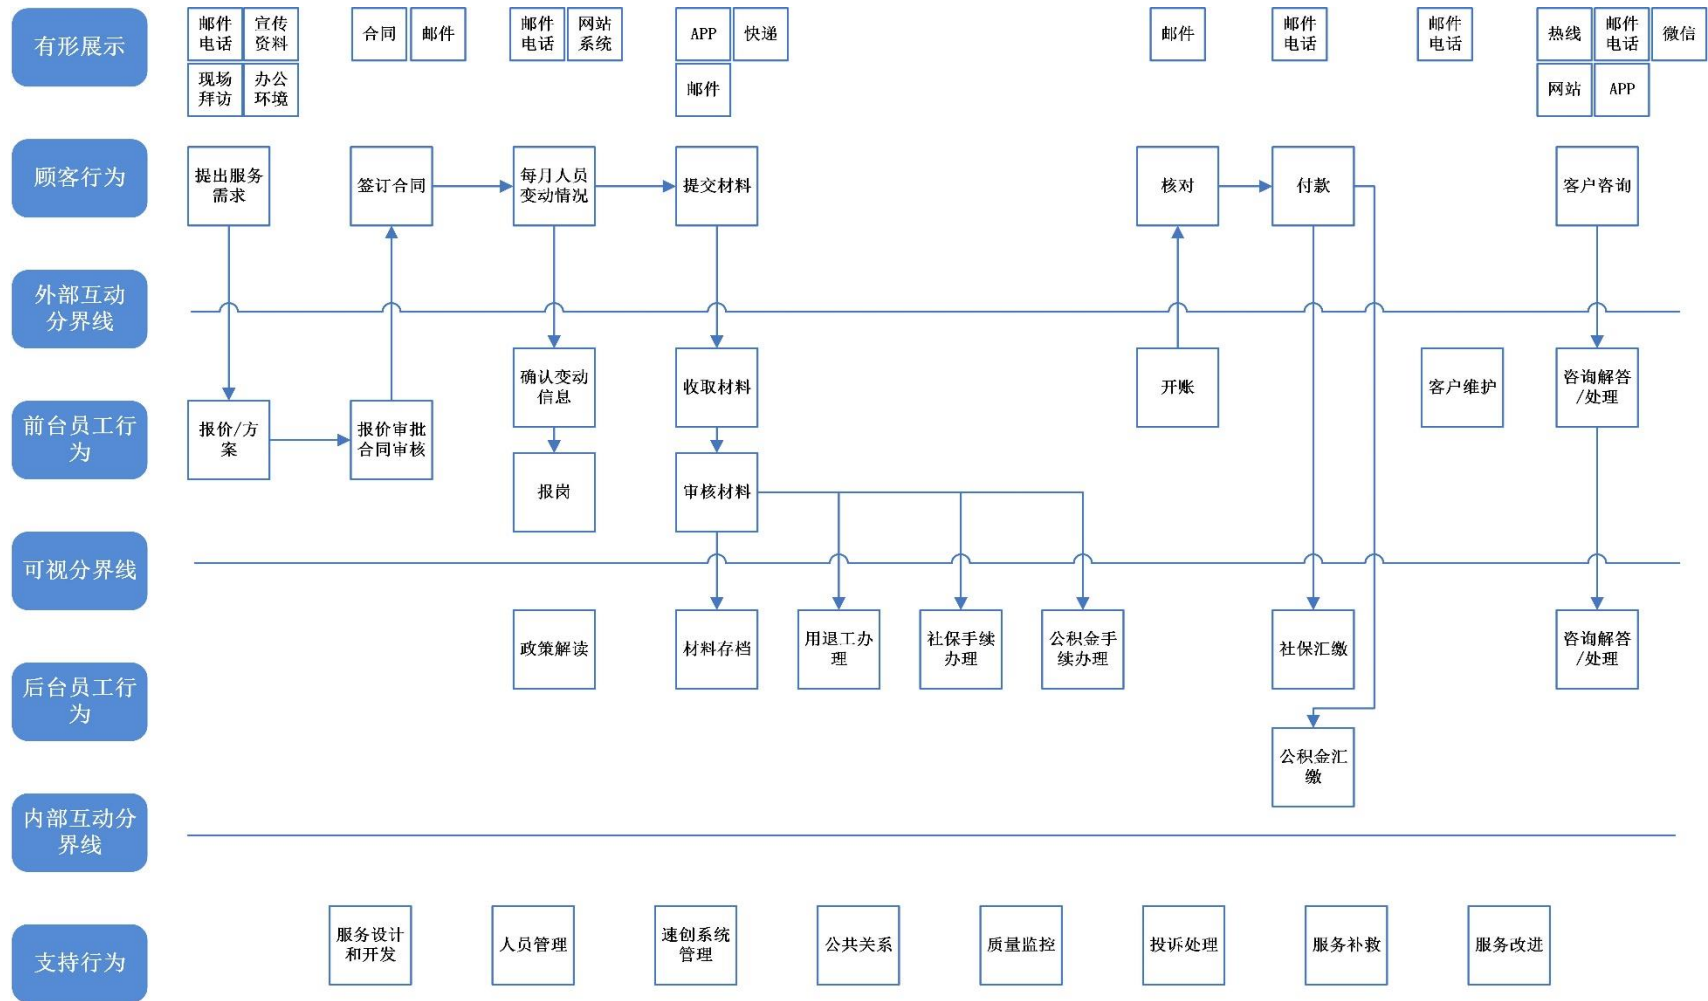 有形展示
邮件
电话
宣传
资料
合同
邮件
邮件
电话
网站
系统
APP
快递
邮件
邮件
电话
邮件
电话
热线
邮件
电话
微信
现场
拜访
办公
环境
邮件
网站
APP
顾客行为
提出服务
需求
签订合同
每月人员
变动情况
提交材料
核对
付款
客户咨询
外部互动
分界线
前台员工行
为
报价/方
案
报价审批
合同审核
确认变动
信息
收取材料
开账
客户维护
咨询解答
/处理
报岗
审核材料
可视分界线
后台员工行
为
政策解读
材料存档
用退工办
理
社保手续
办理
公积金手
续办理
社保汇缴
咨询解答
/处理
公积金汇
缴
内部互动分
界线
支持行为
服务设计
和开发
人员管理
速创系统
管理
公共关系
质量监控
投诉处理
服务补救
服务改进